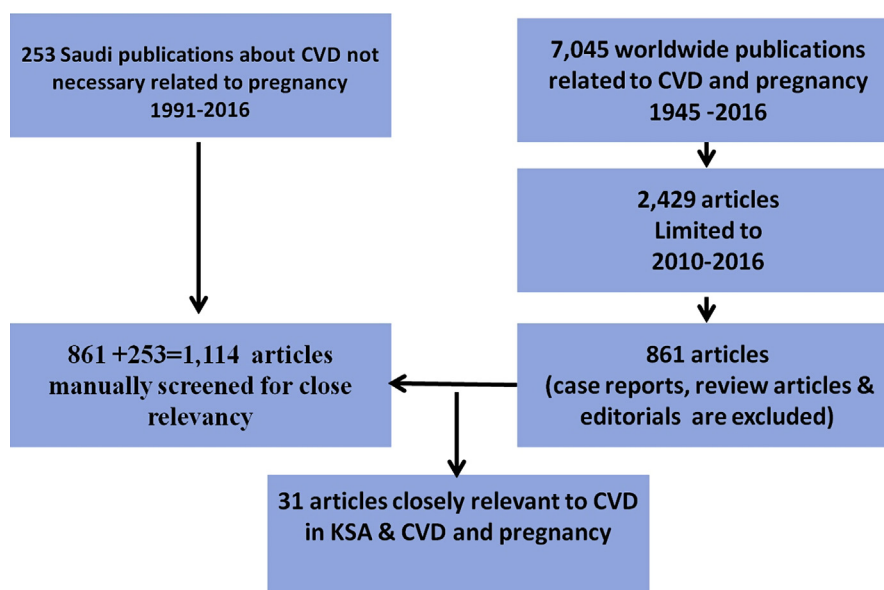 253 Saudi publications about CVD not
necessary related to pregnancy
1991-2016
7,045 worldwide publications
related to CVD and pregnancy
1945 -2016
2,429 articles
Limited to
2010-2016
861 +253=1,114 articles
manually screened for close
relevancy
861 articles
(case reports, review articles &
editorials are excluded)
31 articles closely relevant to CVD
in KSA & CVD and pregnancy